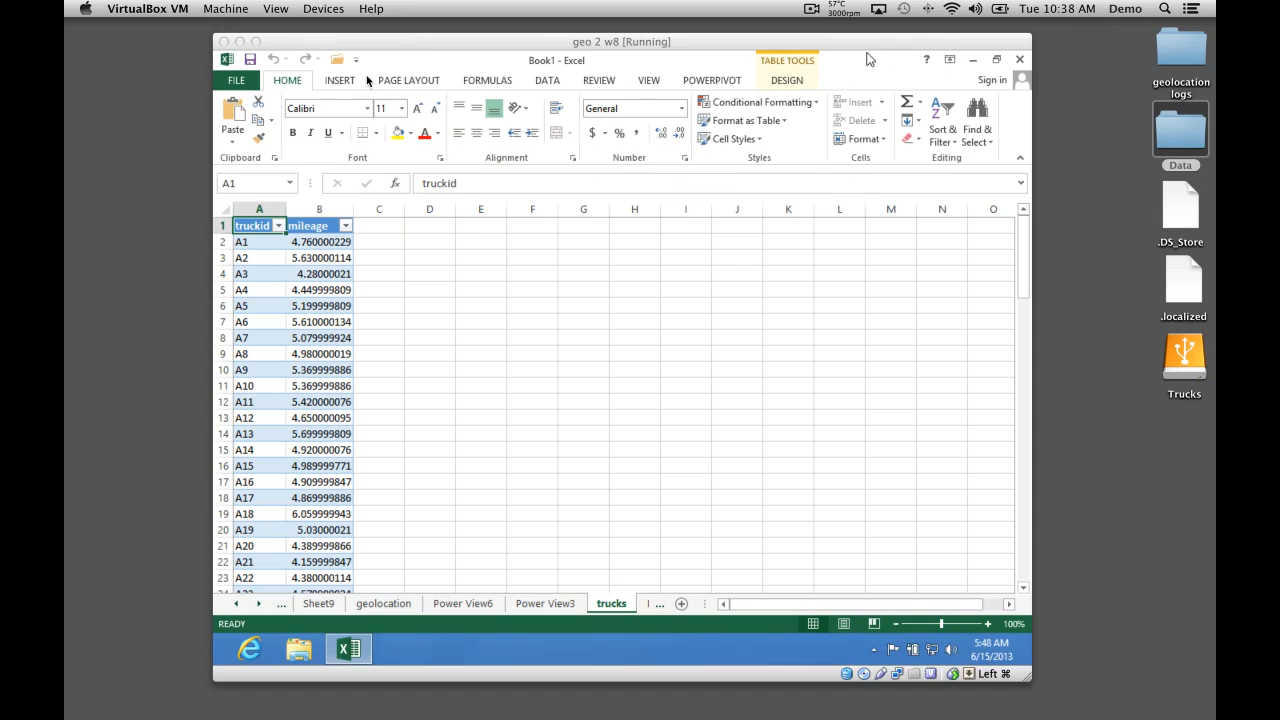 VirtualBox VM Machine View Devices Help 57°C 3000rpm Tue 10:38 AM Demo
geo 2 w8 [Running]
Book1 - Excel TABLE TOOLS ?
FILE HOME INSERT PAGE LAYOUT FORMULAS DATA REVIEW VIEW POWERPIVOT DESIGN Sign in
Paste Calibri 11 A A General Conditional Formatting Insert Σ
Format as Table Delete
B I U A $ % , Cell Styles Format Sort & Filter Find & Select
Clipboard Font Alignment Number Styles Cells Editing
A1 fx truckid
A B C D E F G H I J K L M N O
1 truckid mileage
2 A1 4.760000229
3 A2 5.630000114
4 A3 4.28000021
5 A4 4.449999809
6 A5 5.199999809
7 A6 5.610000134
8 A7 5.079999924
9 A8 4.980000019
10 A9 5.369999886
11 A10 5.369999886
12 A11 5.420000076
13 A12 4.650000095
14 A13 5.699999809
15 A14 4.920000076
16 A15 4.989999771
17 A16 4.909999847
18 A17 4.869999886
19 A18 6.059999943
20 A19 5.03000021
21 A20 4.389999866
22 A21 4.159999847
23 A22 4.380000114
... Sheet9 geolocation Power View6 Power View3 trucks ...
READY 100%
5:48 AM
6/15/2013
Left ⌘
geolocation
logs
Data
.DS_Store
.localized
Trucks